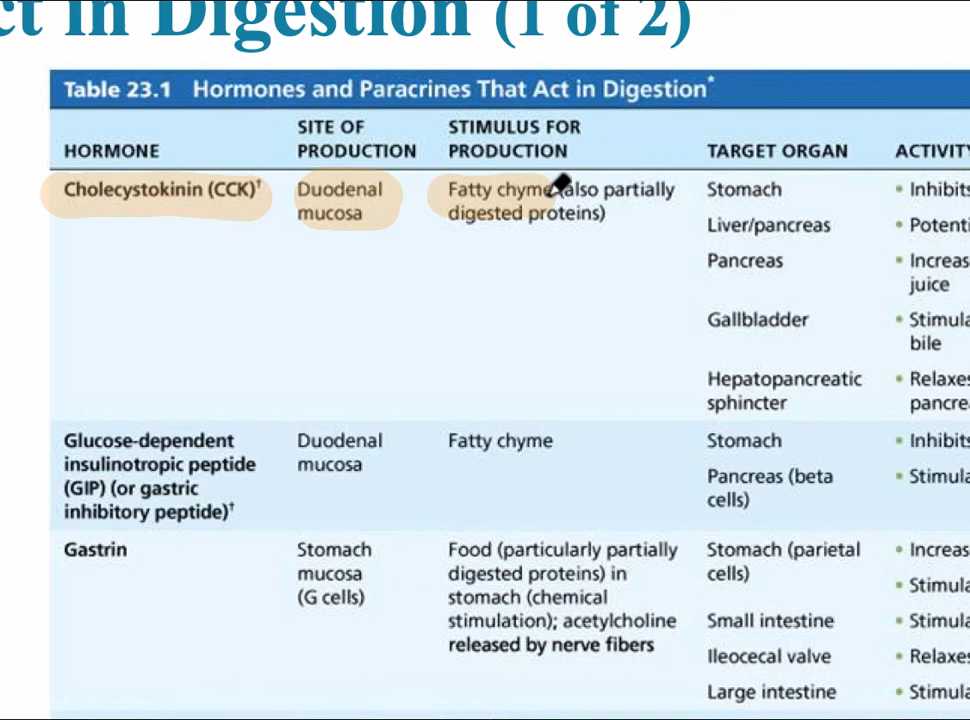 ct in Digestion (1 of 2)
Table 23.1 Hormones and Paracrines That Act in Digestion*
HORMONE
SITE OF
PRODUCTION
STIMULUS FOR
PRODUCTION
TARGET ORGAN
ACTIVITY
Cholecystokinin (CCK)†
Duodenal
mucosa
Fatty chyme (also partially
digested proteins)
Stomach
• Inhibits
Liver/pancreas
• Potenti
Pancreas
• Increas
juice
Gallbladder
• Stimula
bile
Hepatopancreatic
sphincter
• Relaxes
pancrea
Glucose-dependent
insulinotropic peptide
(GIP) (or gastric
inhibitory peptide)†
Duodenal
mucosa
Fatty chyme
Stomach
• Inhibits
Pancreas (beta
cells)
• Stimula
Gastrin
Stomach
mucosa
(G cells)
Food (particularly partially
digested proteins) in
stomach (chemical
stimulation); acetylcholine
released by nerve fibers
Stomach (parietal
cells)
• Increas
• Stimula
Small intestine
• Stimula
Ileocecal valve
• Relaxes
Large intestine
• Stimula